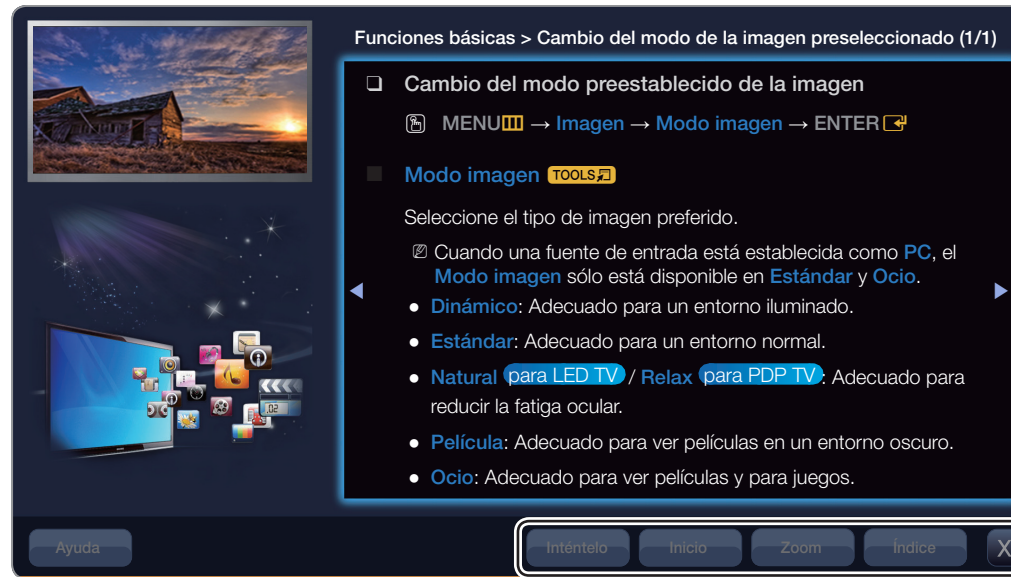 Funciones básicas > Cambio del modo de la imagen preseleccionado (1/1)
❑ Cambio del modo preestablecido de la imagen
MENU → Imagen → Modo imagen → ENTER
■ Modo imagen TOOLS
Seleccione el tipo de imagen preferido.
Cuando una fuente de entrada está establecida como PC, el
Modo imagen sólo está disponible en Estándar y Ocio.
● Dinámico: Adecuado para un entorno iluminado.
● Estándar: Adecuado para un entorno normal.
● Natural para LED TV / Relax para PDP TV: Adecuado para
reducir la fatiga ocular.
● Película: Adecuado para ver películas en un entorno oscuro.
● Ocio: Adecuado para ver películas y para juegos.
Ayuda Inténtelo Inicio Zoom Índice X